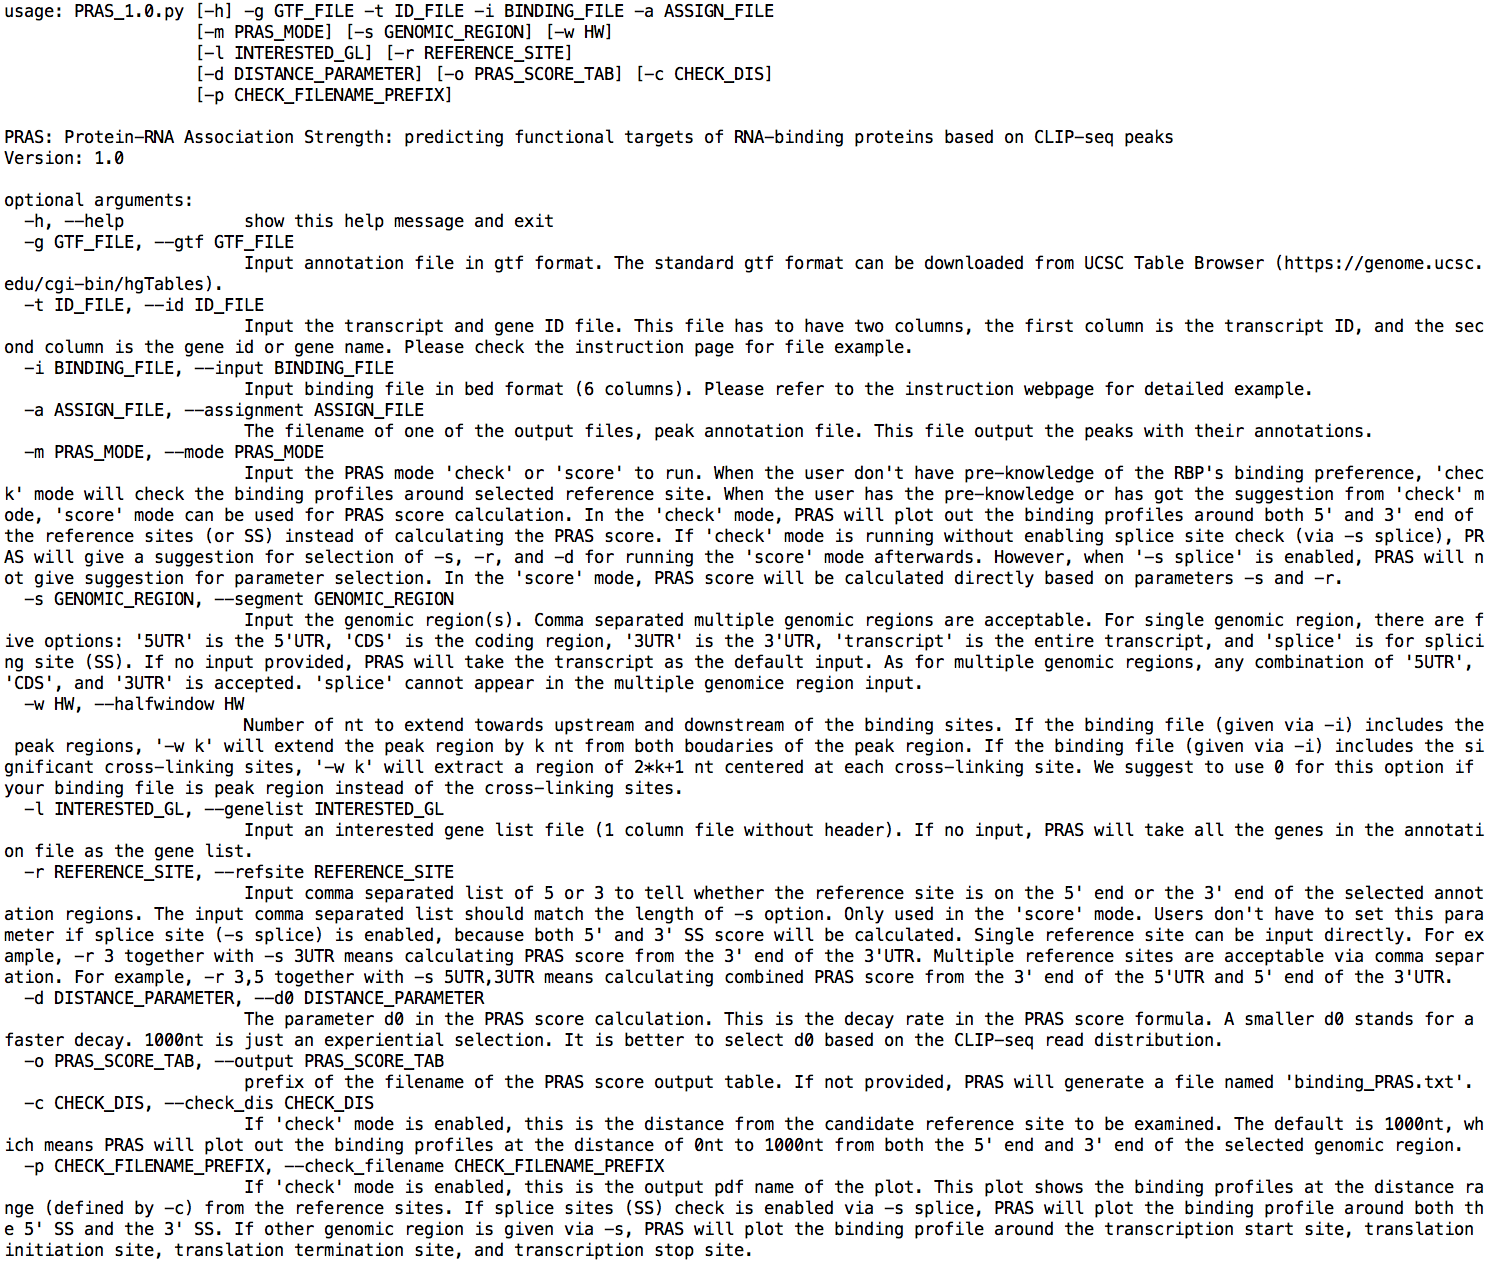 usage: PRAS_1.0.py [-h] -g GTF_FILE -t ID_FILE -i BINDING_FILE -a ASSIGN_FILE
[-m PRAS_MODE] [-s GENOMIC_REGION] [-w HW]
[-l INTERESTED_GL] [-r REFERENCE_SITE]
[-d DISTANCE_PARAMETER] [-o PRAS_SCORE_TAB] [-c CHECK_DIS]
[-p CHECK_FILENAME_PREFIX]
PRAS: Protein-RNA Association Strength: predicting functional targets of RNA-binding proteins based on CLIP-seq peaks
Version: 1.0
optional arguments:
-h, --help show this help message and exit
-g GTF_FILE, --gtf GTF_FILE
Input annotation file in gtf format. The standard gtf format can be downloaded from UCSC Table Browser (https://genome.ucsc.
edu/cgi-bin/hgTables).
-t ID_FILE, --id ID_FILE
Input the transcript and gene ID file. This file has to have two columns, the first column is the transcript ID, and the sec
ond column is the gene id or gene name. Please check the instruction page for file example.
-i BINDING_FILE, --input BINDING_FILE
Input binding file in bed format (6 columns). Please refer to the instruction webpage for detailed example.
-a ASSIGN_FILE, --assignment ASSIGN_FILE
The filename of one of the output files, peak annotation file. This file output the peaks with their annotations.
-m PRAS_MODE, --mode PRAS_MODE
Input the PRAS mode 'check' or 'score' to run. When the user don't have pre-knowledge of the RBP's binding preference, 'chec
k' mode will check the binding profiles around selected reference site. When the user has the pre-knowledge or has got the suggestion from 'check' m
ode, 'score' mode can be used for PRAS score calculation. In the 'check' mode, PRAS will plot out the binding profiles around both 5' and 3' end of
the reference sites (or SS) instead of calculating the PRAS score. If 'check' mode is running without enabling splice site check (via -s splice), PR
AS will give a suggestion for selection of -s, -r, and -d for running the 'score' mode afterwards. However, when '-s splice' is enabled, PRAS will n
ot give suggestion for parameter selection. In the 'score' mode, PRAS score will be calculated directly based on parameters -s and -r.
-s GENOMIC_REGION, --segment GENOMIC_REGION
Input the genomic region(s). Comma separated multiple genomic regions are acceptable. For single genomic region, there are f
ive options: '5UTR' is the 5'UTR, 'CDS' is the coding region, '3UTR' is the 3'UTR, 'transcript' is the entire transcript, and 'splice' is for splici
ng site (SS). If no input provided, PRAS will take the transcript as the default input. As for multiple genomic regions, any combination of '5UTR',
'CDS', and '3UTR' is accepted. 'splice' cannot appear in the multiple genomice region input.
-w HW, --halfwindow HW
Number of nt to extend towards upstream and downstream of the binding sites. If the binding file (given via -i) includes the
peak regions, '-w k' will extend the peak region by k nt from both boudaries of the peak region. If the binding file (given via -i) includes the si
gnificant cross-linking sites, '-w k' will extract a region of 2*k+1 nt centered at each cross-linking site. We suggest to use 0 for this option if
your binding file is peak region instead of the cross-linking sites.
-l INTERESTED_GL, --genelist INTERESTED_GL
Input an interested gene list file (1 column file without header). If no input, PRAS will take all the genes in the annotati
on file as the gene list.
-r REFERENCE_SITE, --refsite REFERENCE_SITE
Input comma separated list of 5 or 3 to tell whether the reference site is on the 5' end or the 3' end of the selected annot
ation regions. The input comma separated list should match the length of -s option. Only used in the 'score' mode. Users don't have to set this para
meter if splice site (-s splice) is enabled, because both 5' and 3' SS score will be calculated. Single reference site can be input directly. For ex
ample, -r 3 together with -s 3UTR means calculating PRAS score from the 3' end of the 3'UTR. Multiple reference sites are acceptable via comma separ
ation. For example, -r 3,5 together with -s 5UTR,3UTR means calculating combined PRAS score from the 3' end of the 5'UTR and 5' end of the 3'UTR.
-d DISTANCE_PARAMETER, --d0 DISTANCE_PARAMETER
The parameter d0 in the PRAS score calculation. This is the decay rate in the PRAS score formula. A smaller d0 stands for a
faster decay. 1000nt is just an experiential selection. It is better to select d0 based on the CLIP-seq read distribution.
-o PRAS_SCORE_TAB, --output PRAS_SCORE_TAB
prefix of the filename of the PRAS score output table. If not provided, PRAS will generate a file named 'binding_PRAS.txt'.
-c CHECK_DIS, --check_dis CHECK_DIS
If 'check' mode is enabled, this is the distance from the candidate reference site to be examined. The default is 1000nt, wh
ich means PRAS will plot out the binding profiles at the distance of 0nt to 1000nt from both the 5' end and 3' end of the selected genomic region.
-p CHECK_FILENAME_PREFIX, --check_filename CHECK_FILENAME_PREFIX
If 'check' mode is enabled, this is the output pdf name of the plot. This plot shows the binding profiles at the distance ra
nge (defined by -c) from the reference sites. If splice sites (SS) check is enabled via -s splice, PRAS will plot the binding profile around both th
e 5' SS and the 3' SS. If other genomic region is given via -s, PRAS will plot the binding profile around the transcription start site, translation
initiation site, translation termination site, and transcription stop site.